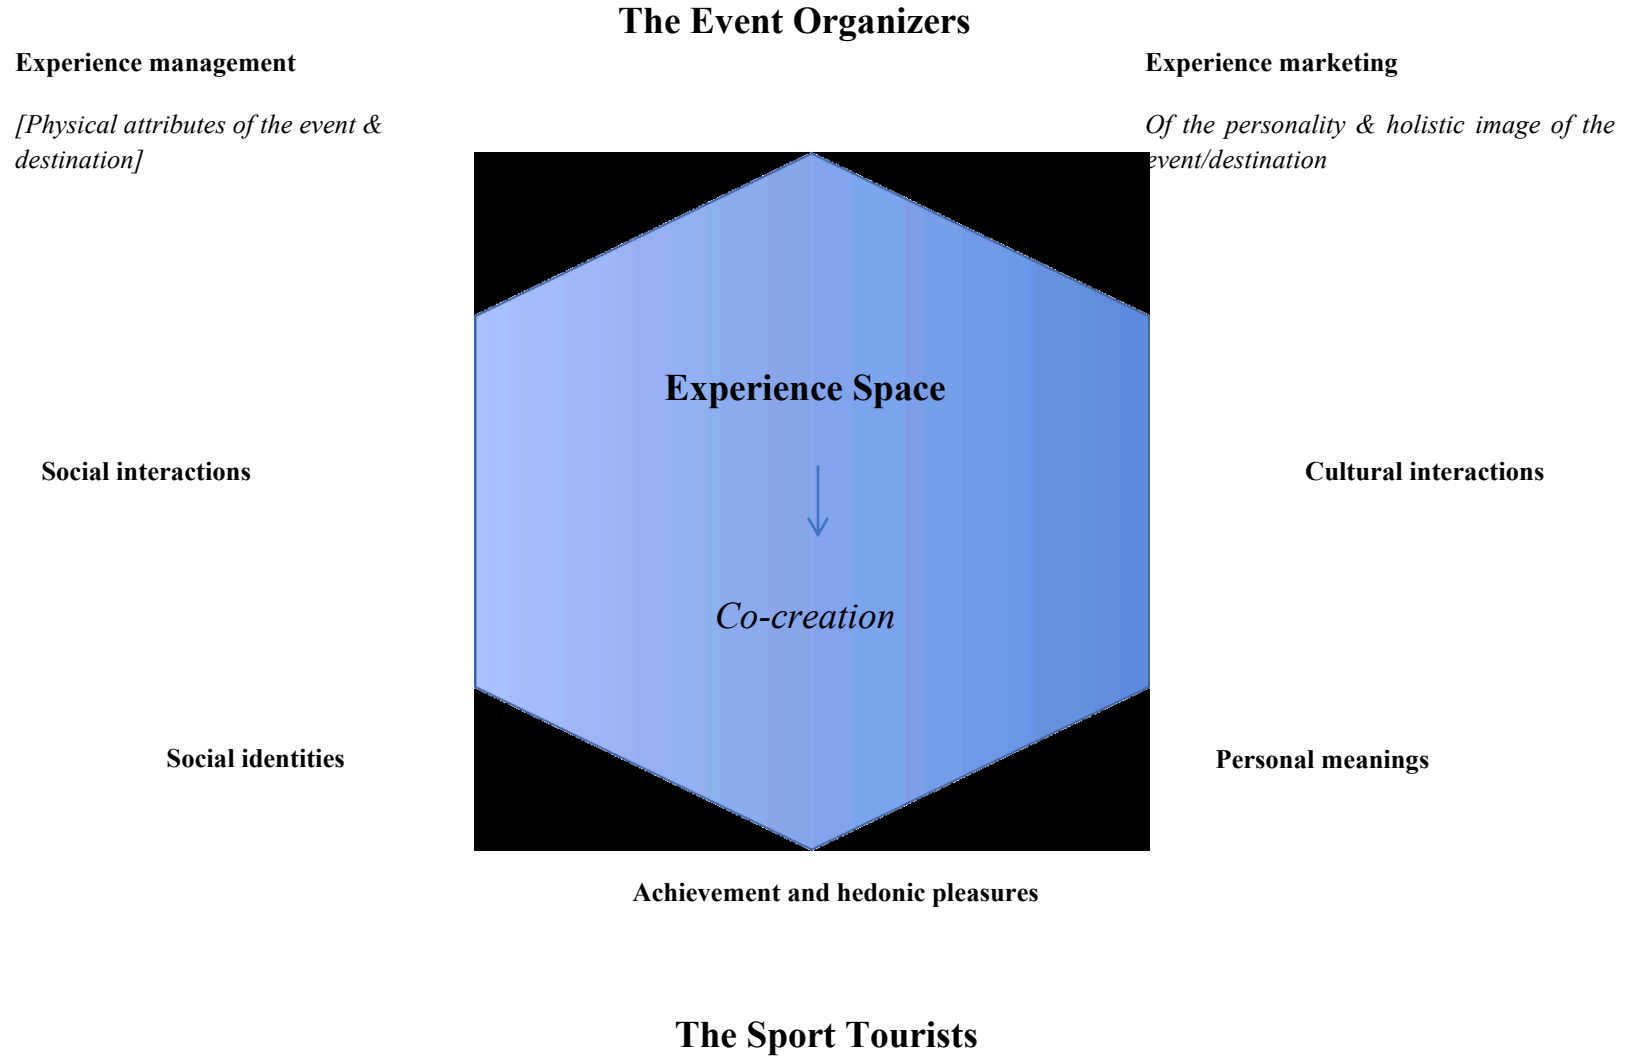 The Event Organizers
Experience management
Experience marketing
[Physical attributes of the event &
destination]
Of the personality & holistic image of the
event/destination
Experience Space
Social interactions
Cultural interactions
Co-creation
Social identities
Personal meanings
Achievement and hedonic pleasures
The Sport Tourists